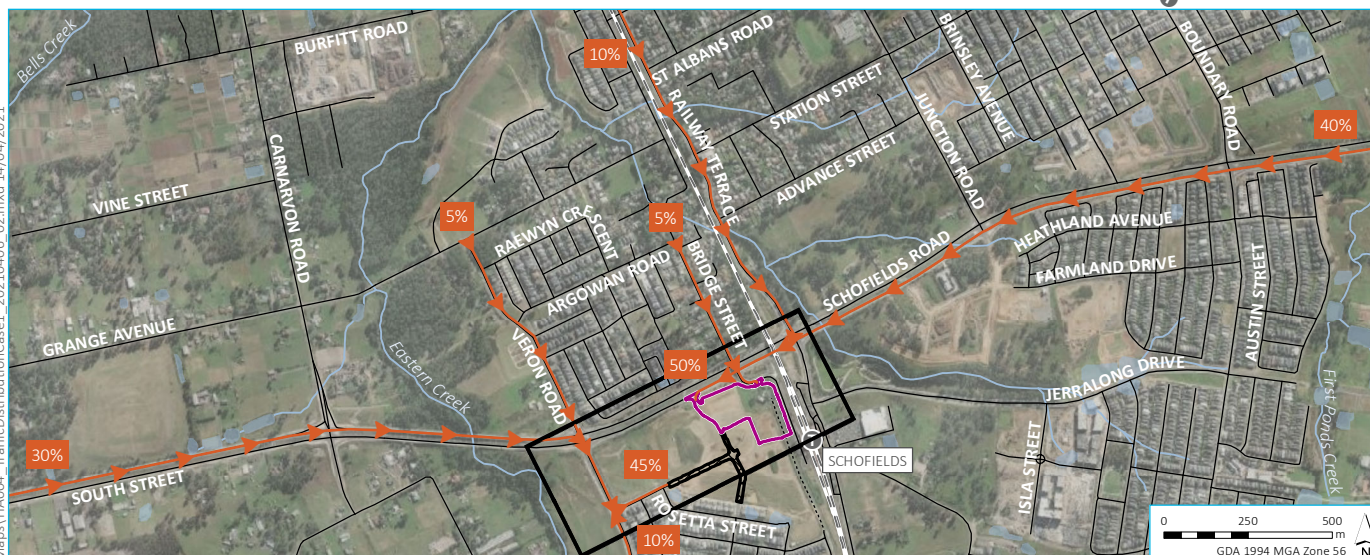 Bells Creek
BURFITT ROAD
10%
ST ALBANS ROAD
BRINSLEY AVENUE
BOUNDARY ROAD
STATION STREET
RAILWAY TERRACE
JUNCTION ROAD
40%
CARNARVON ROAD
ADVANCE STREET
VINE STREET
5%
RAEWYN CRESCENT
5%
HEATHLAND AVENUE
BRIDGE STREET
ARGOWAN ROAD
SCHOFIELDS ROAD
FARMLAND DRIVE
AUSTIN STREET
GRANGE AVENUE
VERON ROAD
Eastern Creek
50%
JERRALONG DRIVE
First Ponds Creek
30%
SOUTH STREET
45%
SCHOFIELDS
ISLA STREET
ROSETTA STREET
10%
0 250 500
m
GDA 1994 MGA Zone 56